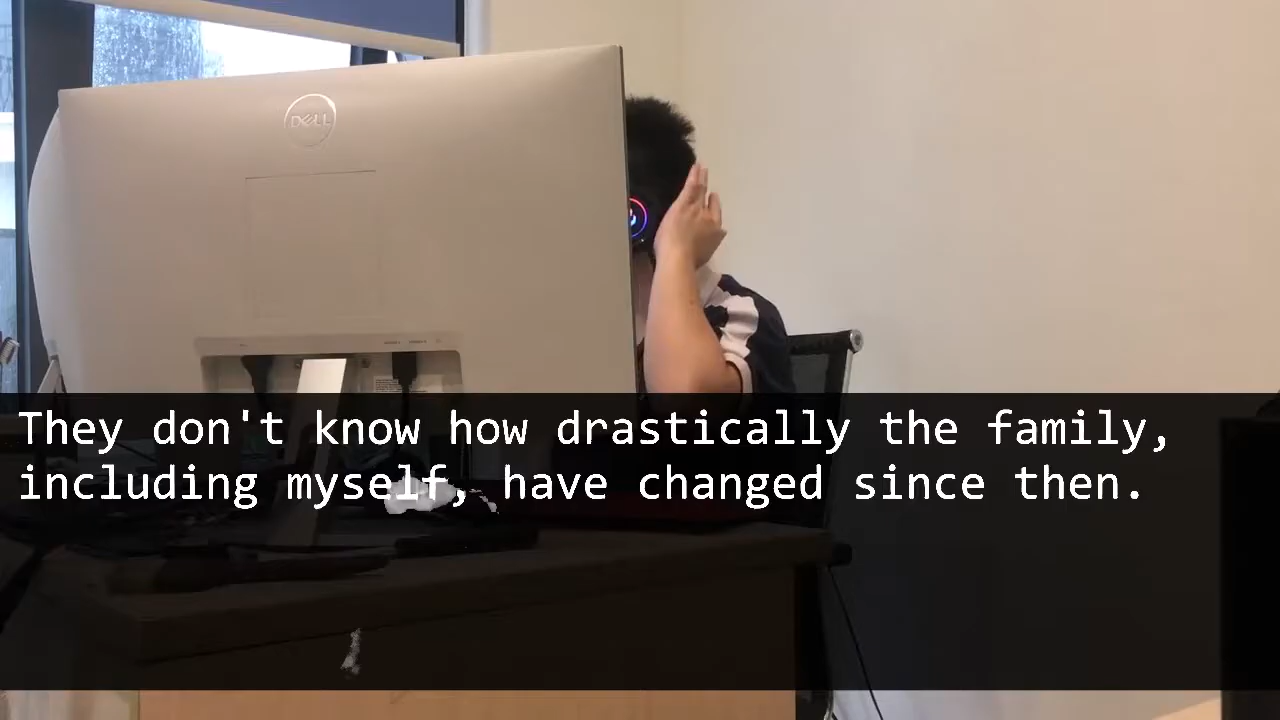 DELL
They don't know how drastically the family,
including myself, have changed since then.